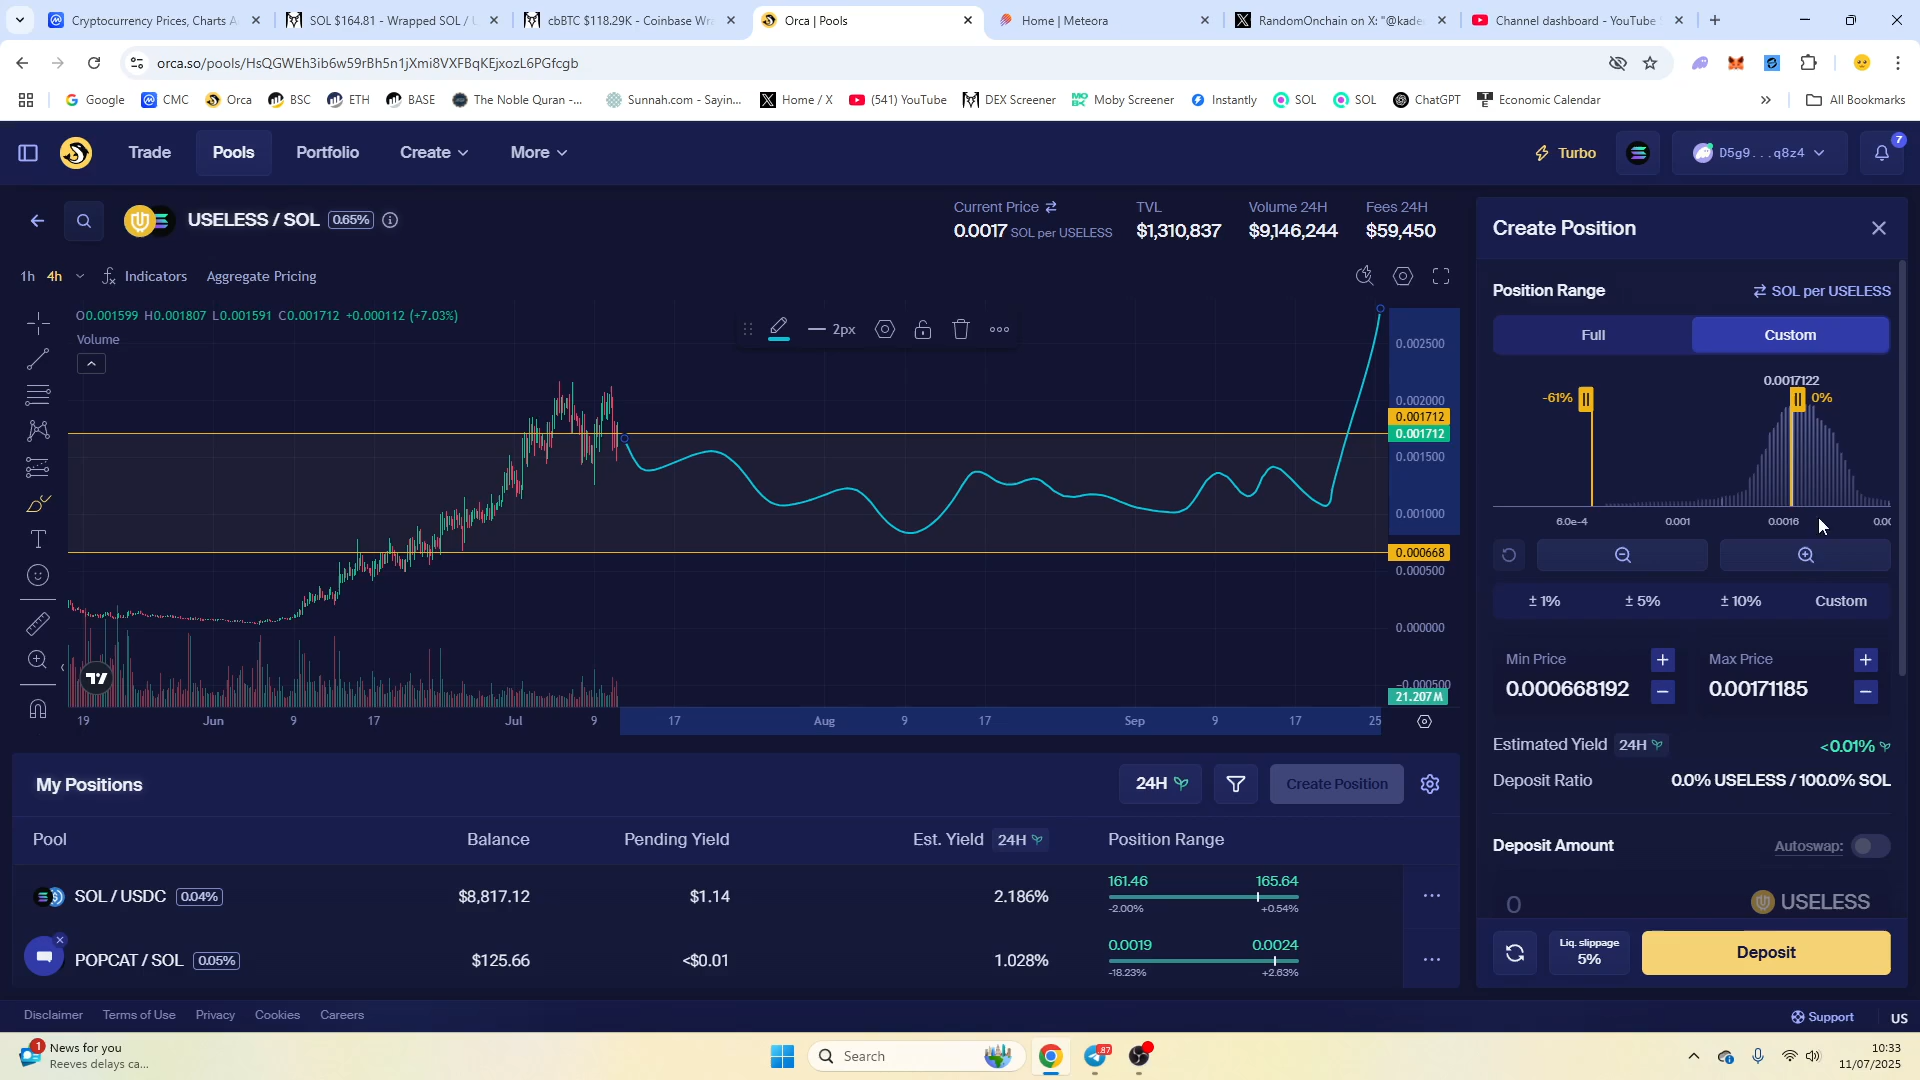 Cryptocurrency Prices, Charts A
SOL $164.81 - Wrapped SOL / U
cbBTC $118.29K - Coinbase Wra
Orca | Pools
Home | Meteora
RandomOnchain on X: "@kade
Channel dashboard - YouTube
orca.so/pools/HsQGWEh3ib6w59rBh5n1jXmi8VXFBqKEjxozL6PGfcgb
Google
CMC
Orca
BSC
ETH
BASE
The Noble Quran -...
Sunnah.com - Sayin...
Home / X
(541) YouTube
DEX Screener
Moby Screener
Instantly
SOL
SOL
ChatGPT
Economic Calendar
All Bookmarks
Trade
Pools
Portfolio
Create
More
Turbo
D5g9...q8z4
7
USELESS / SOL 0.65%
Current Price
0.0017 SOL per USELESS
TVL
$1,310,837
Volume 24H
$9,146,244
Fees 24H
$59,450
1h 4h Indicators Aggregate Pricing
O0.001599 H0.001807 L0.001591 C0.001712 +0.000112 (+7.03%)
Volume
2px
0.002500
0.002000
0.001712
0.001712
0.001500
0.001000
0.000668
0.000500
0.000000
-0.000500
21.207M
19 Jun 9 17 Jul 9 17 Aug 9 17 Sep 9 17 25
My Positions
24H
Create Position
Pool Balance Pending Yield Est. Yield 24H Position Range
SOL / USDC 0.04% $8,817.12 $1.14 2.186%
161.46 165.64
-2.00% +0.54%
POPCAT / SOL 0.05% $125.66 <$0.01 1.028%
0.0019 0.0024
-18.23% +2.63%
Create Position
Position Range
SOL per USELESS
Full Custom
0.0017122
-61% 0%
6.0e-4 0.001 0.0016 0.00
± 1% ± 5% ± 10% Custom
Min Price
0.000668192
Max Price
0.00171185
Estimated Yield 24H <0.01%
Deposit Ratio 0.0% USELESS / 100.0% SOL
Deposit Amount Autoswap:
0 USELESS
Liq. slippage
5%
Deposit
Disclaimer Terms of Use Privacy Cookies Careers
Support US
1
News for you
Reeves delays ca...
Search
87
10:33
11/07/2025